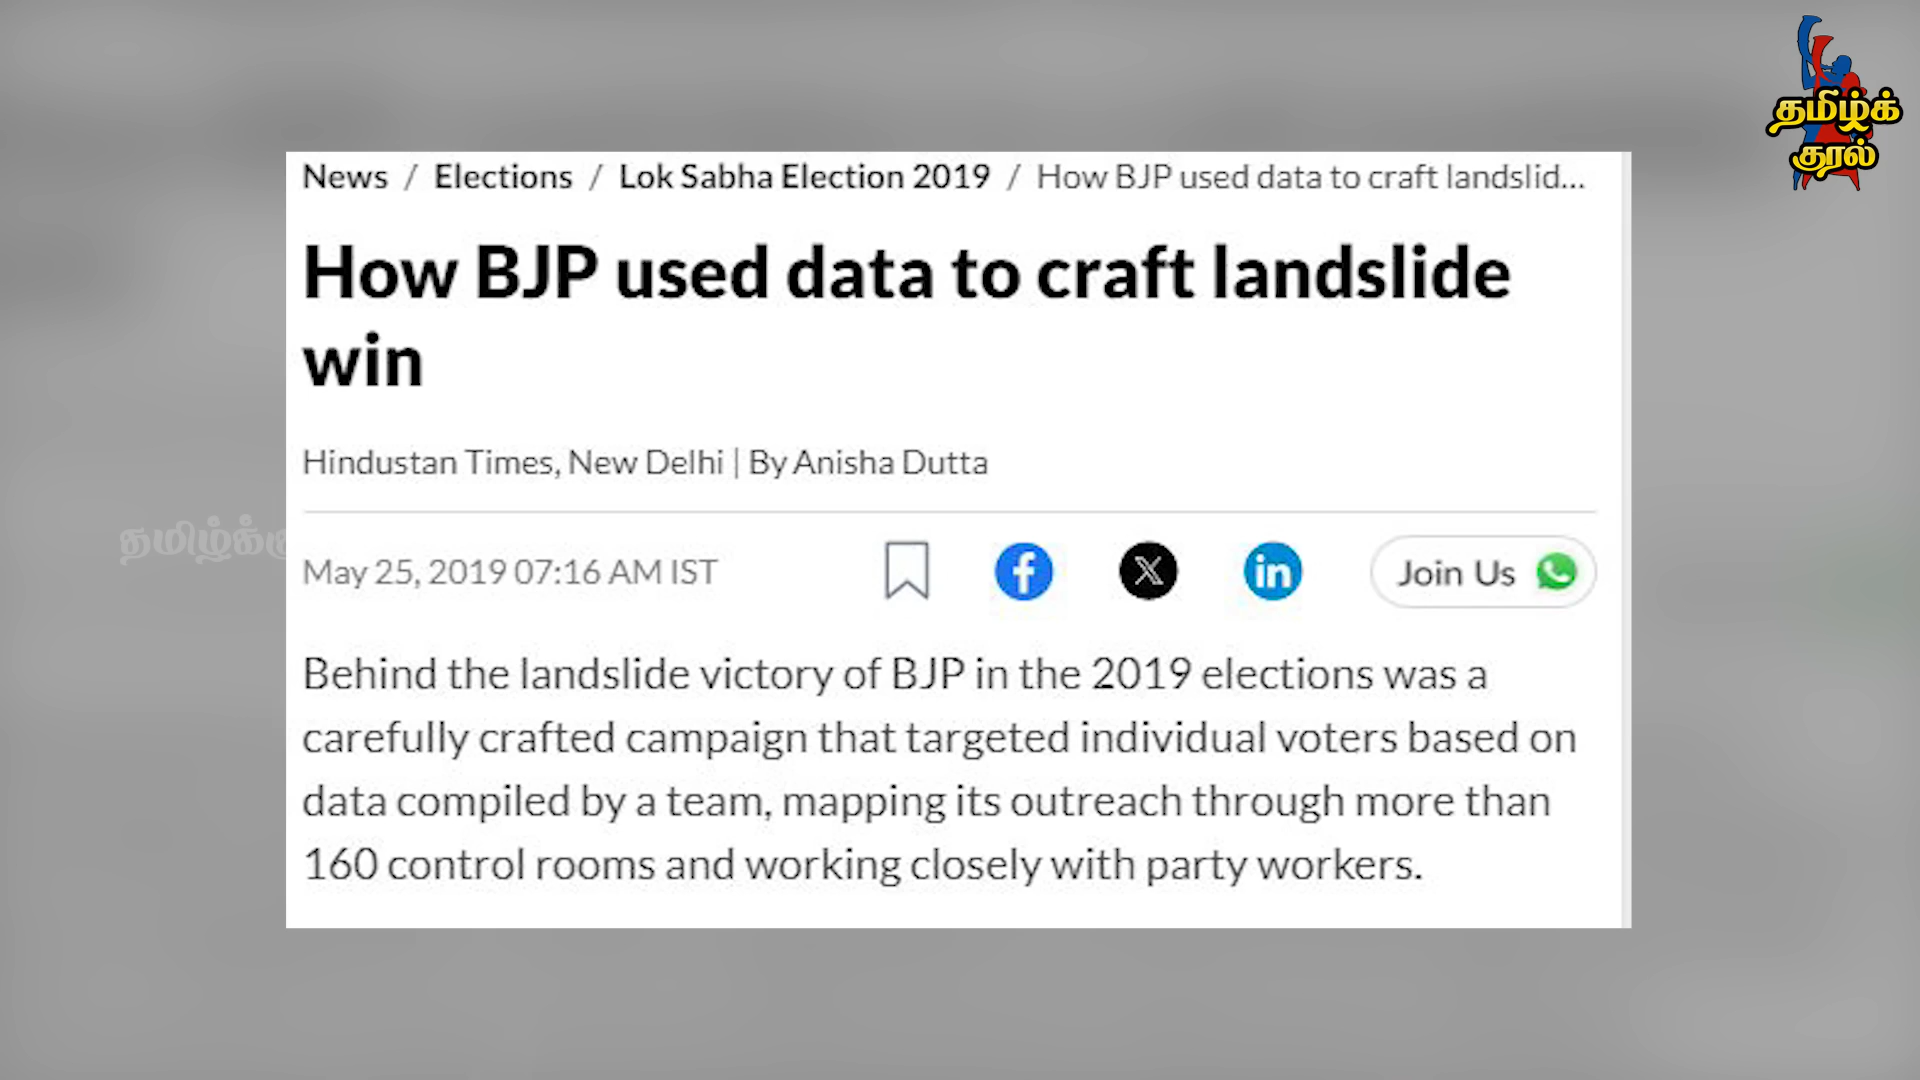 தமிழ்க்
குரல்
News / Elections / Lok Sabha Election 2019 / How BJP used data to craft landslid...
How BJP used data to craft landslide
win
Hindustan Times, New Delhi | By Anisha Dutta
தமிழ்க்கு
May 25, 2019 07:16 AM IST
Join Us
Behind the landslide victory of BJP in the 2019 elections was a
carefully crafted campaign that targeted individual voters based on
data compiled by a team, mapping its outreach through more than
160 control rooms and working closely with party workers.